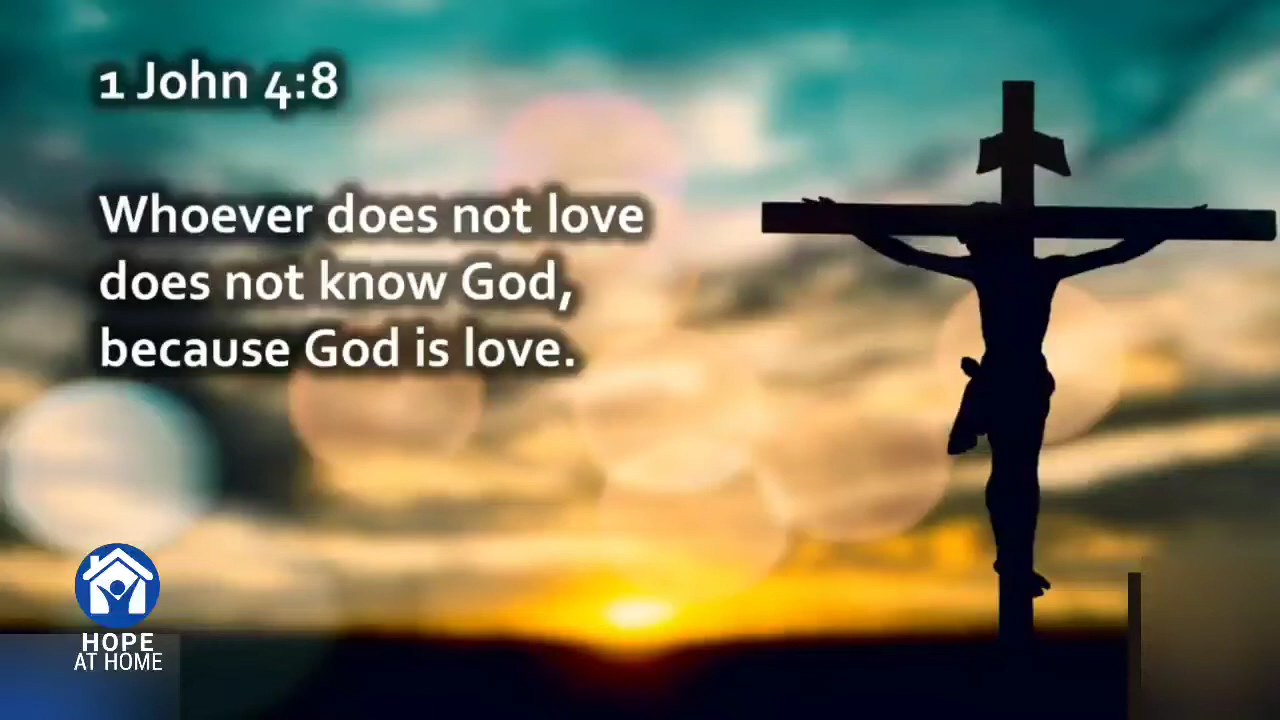 1 John 4:8
Whoever does not love
does not know God,
because God is love.
HOPE
AT HOME